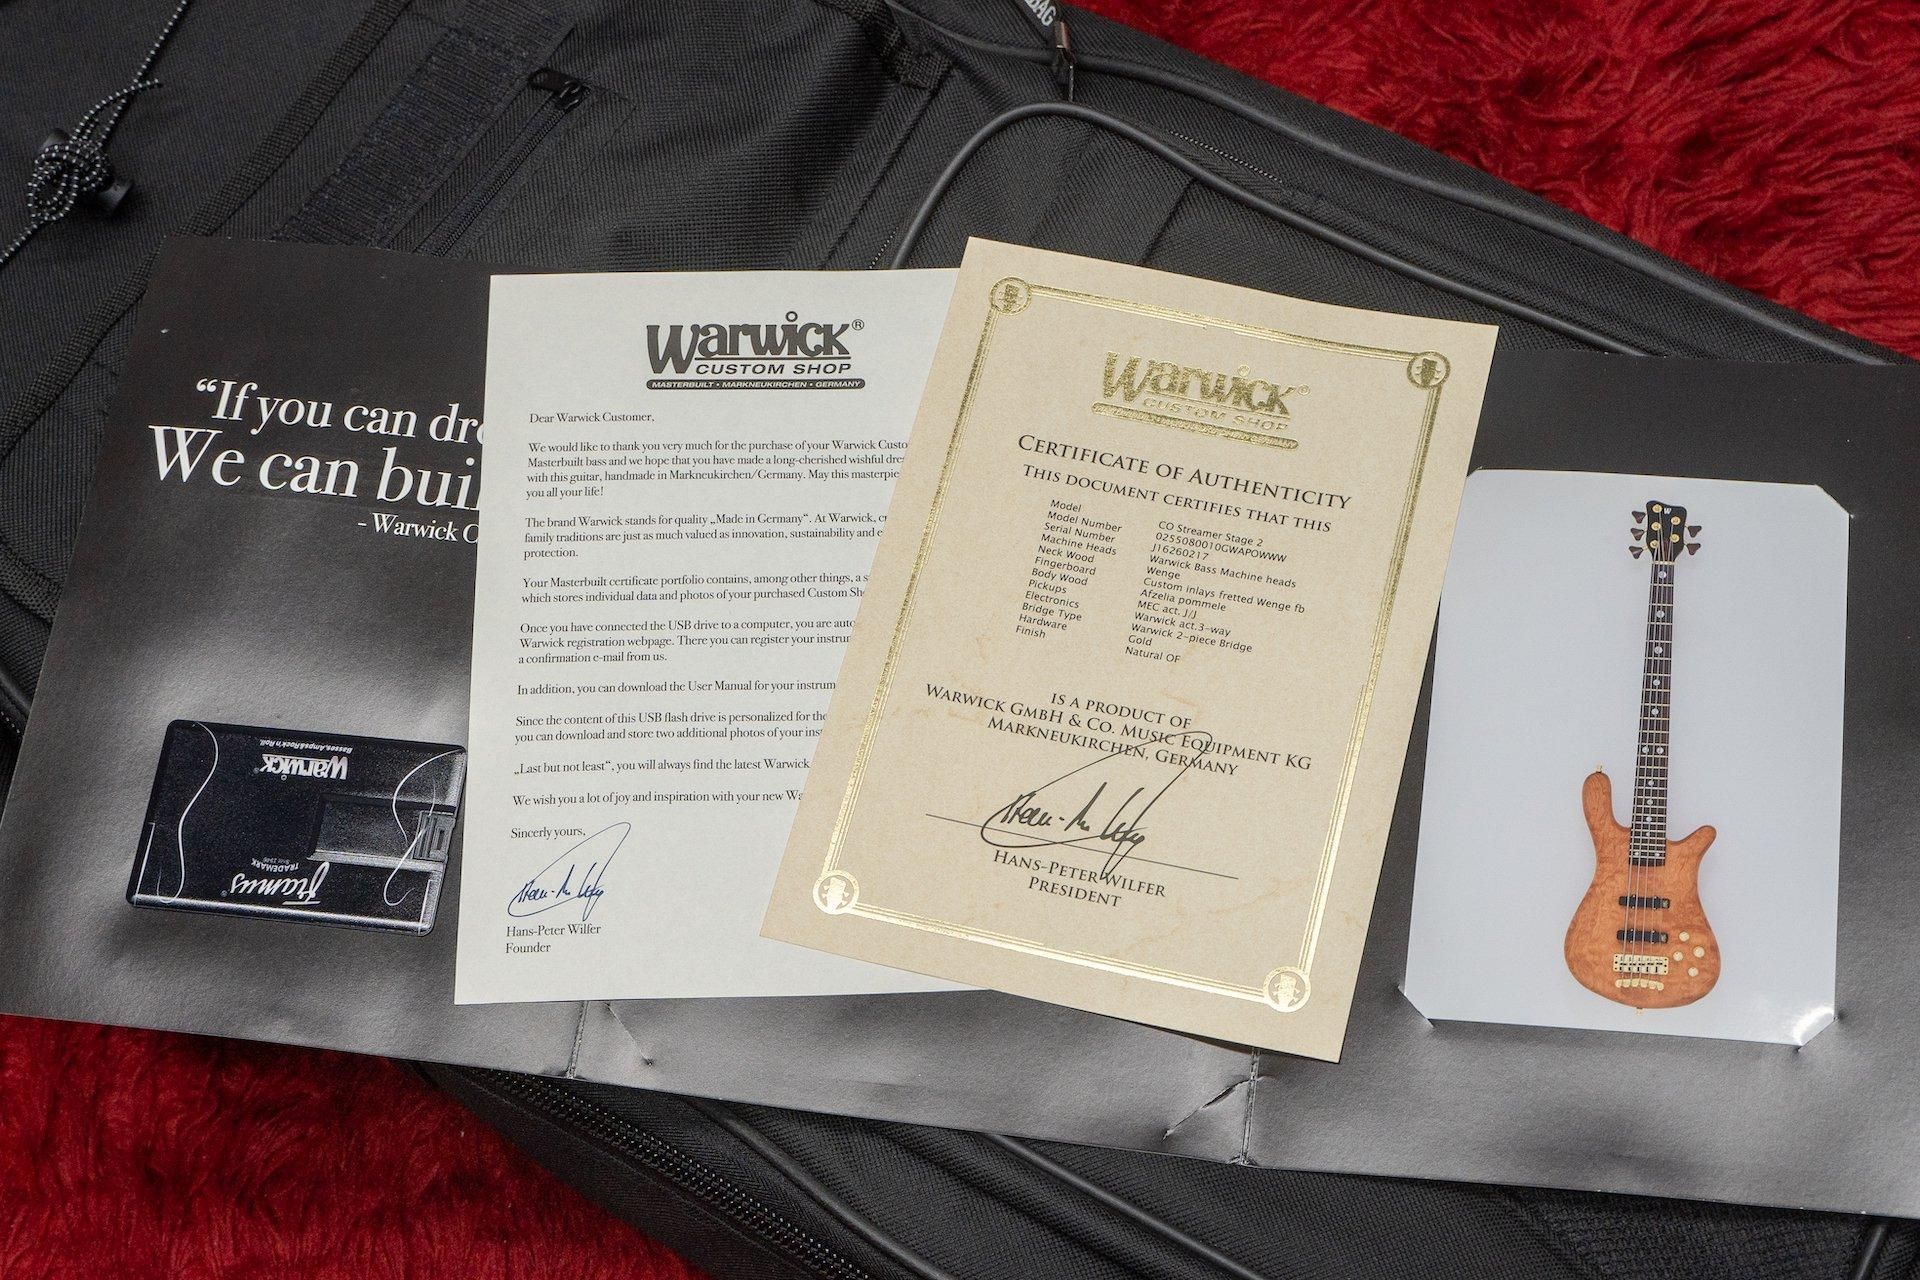 BAG
“If you can
We can
- Warwick
Basses, Amps & Rock'n Roll.
Warwick®
Framus®
TRADEMARK
Since 1946
Warwick®
CUSTOM SHOP
MASTERBUILT • MARKNEUKIRCHEN • GERMANY
Dear Warwick Customer,
We would like to thank you very much for the purchase of your Warwick Custo
Masterbuilt bass and we hope that you have made a long-cherished wishful dre
with this guitar, handmade in Markneukirchen/Germany. May this masterpie
you all your life!
The brand Warwick stands for quality „Made in Germany“. At Warwick, c
family traditions are just as much valued as innovation, sustainability and e
protection.
Your Masterbuilt certificate portfolio contains, among other things, a s
which stores individual data and photos of your purchased Custom Sh
Once you have connected the USB drive to a computer, you are auto
Warwick registration webpage. There you can register your instrum
a confirmation e-mail from us.
In addition, you can download the User Manual for your instrum
Since the content of this USB flash drive is personalized for the
you can download and store two additional photos of your ins
„Last but not least“, you will always find the latest Warwick
We wish you a lot of joy and inspiration with your new Wa
Sincerely yours,
Hans-Peter Wilfer
Founder
Warwick®
CUSTOM SHOP
CERTIFICATE OF AUTHENTICITY
THIS DOCUMENT CERTIFIES THAT THIS
Model CO Streamer Stage 2
Model Number 0255080010GWAPOWWW
Serial Number J16260217
Machine Heads Warwick Bass Machine heads
Neck Wood Wenge
Fingerboard Custom inlays fretted Wenge fb
Body Wood Afzelia pommele
Pickups MEC act. J/J
Electronics Warwick act.3-way
Bridge Type Warwick 2-piece Bridge
Hardware Gold
Finish Natural OF
IS A PRODUCT OF
WARWICK GMBH & CO. MUSIC EQUIPMENT KG
MARKNEUKIRCHEN, GERMANY
HANS-PETER WILFER
PRESIDENT
W